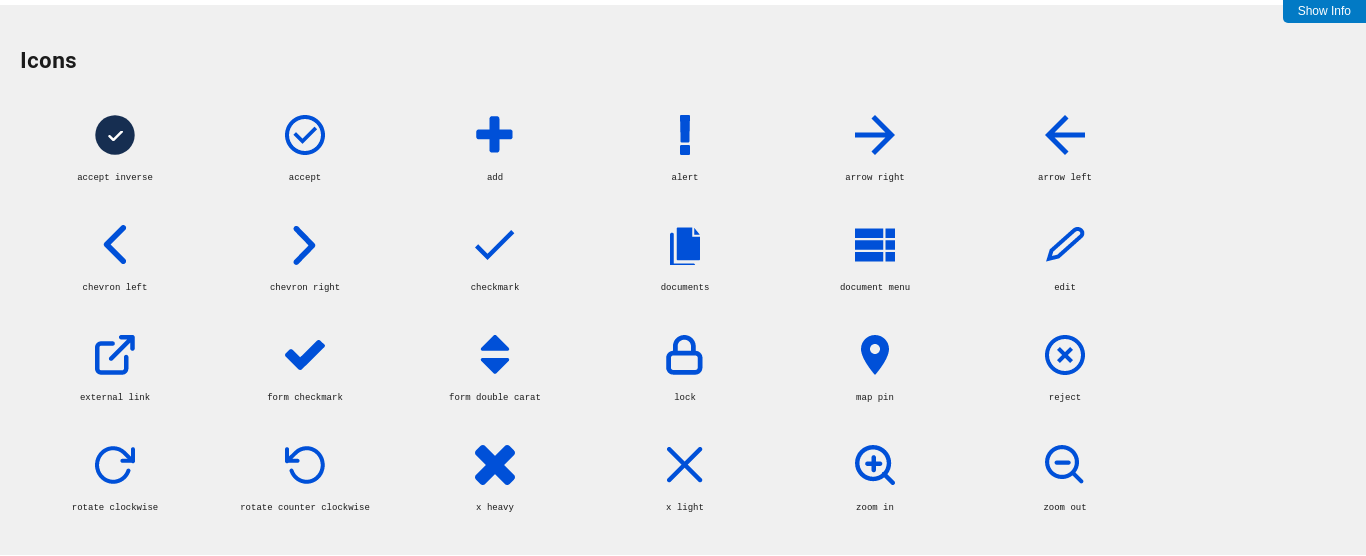 Show Info
Icons
accept inverse
accept
add
alert
arrow right
arrow left
chevron left
chevron right
checkmark
documents
document menu
edit
external link
form checkmark
form double carat
lock
map pin
reject
rotate clockwise
rotate counter clockwise
x heavy
x light
zoom in
zoom out